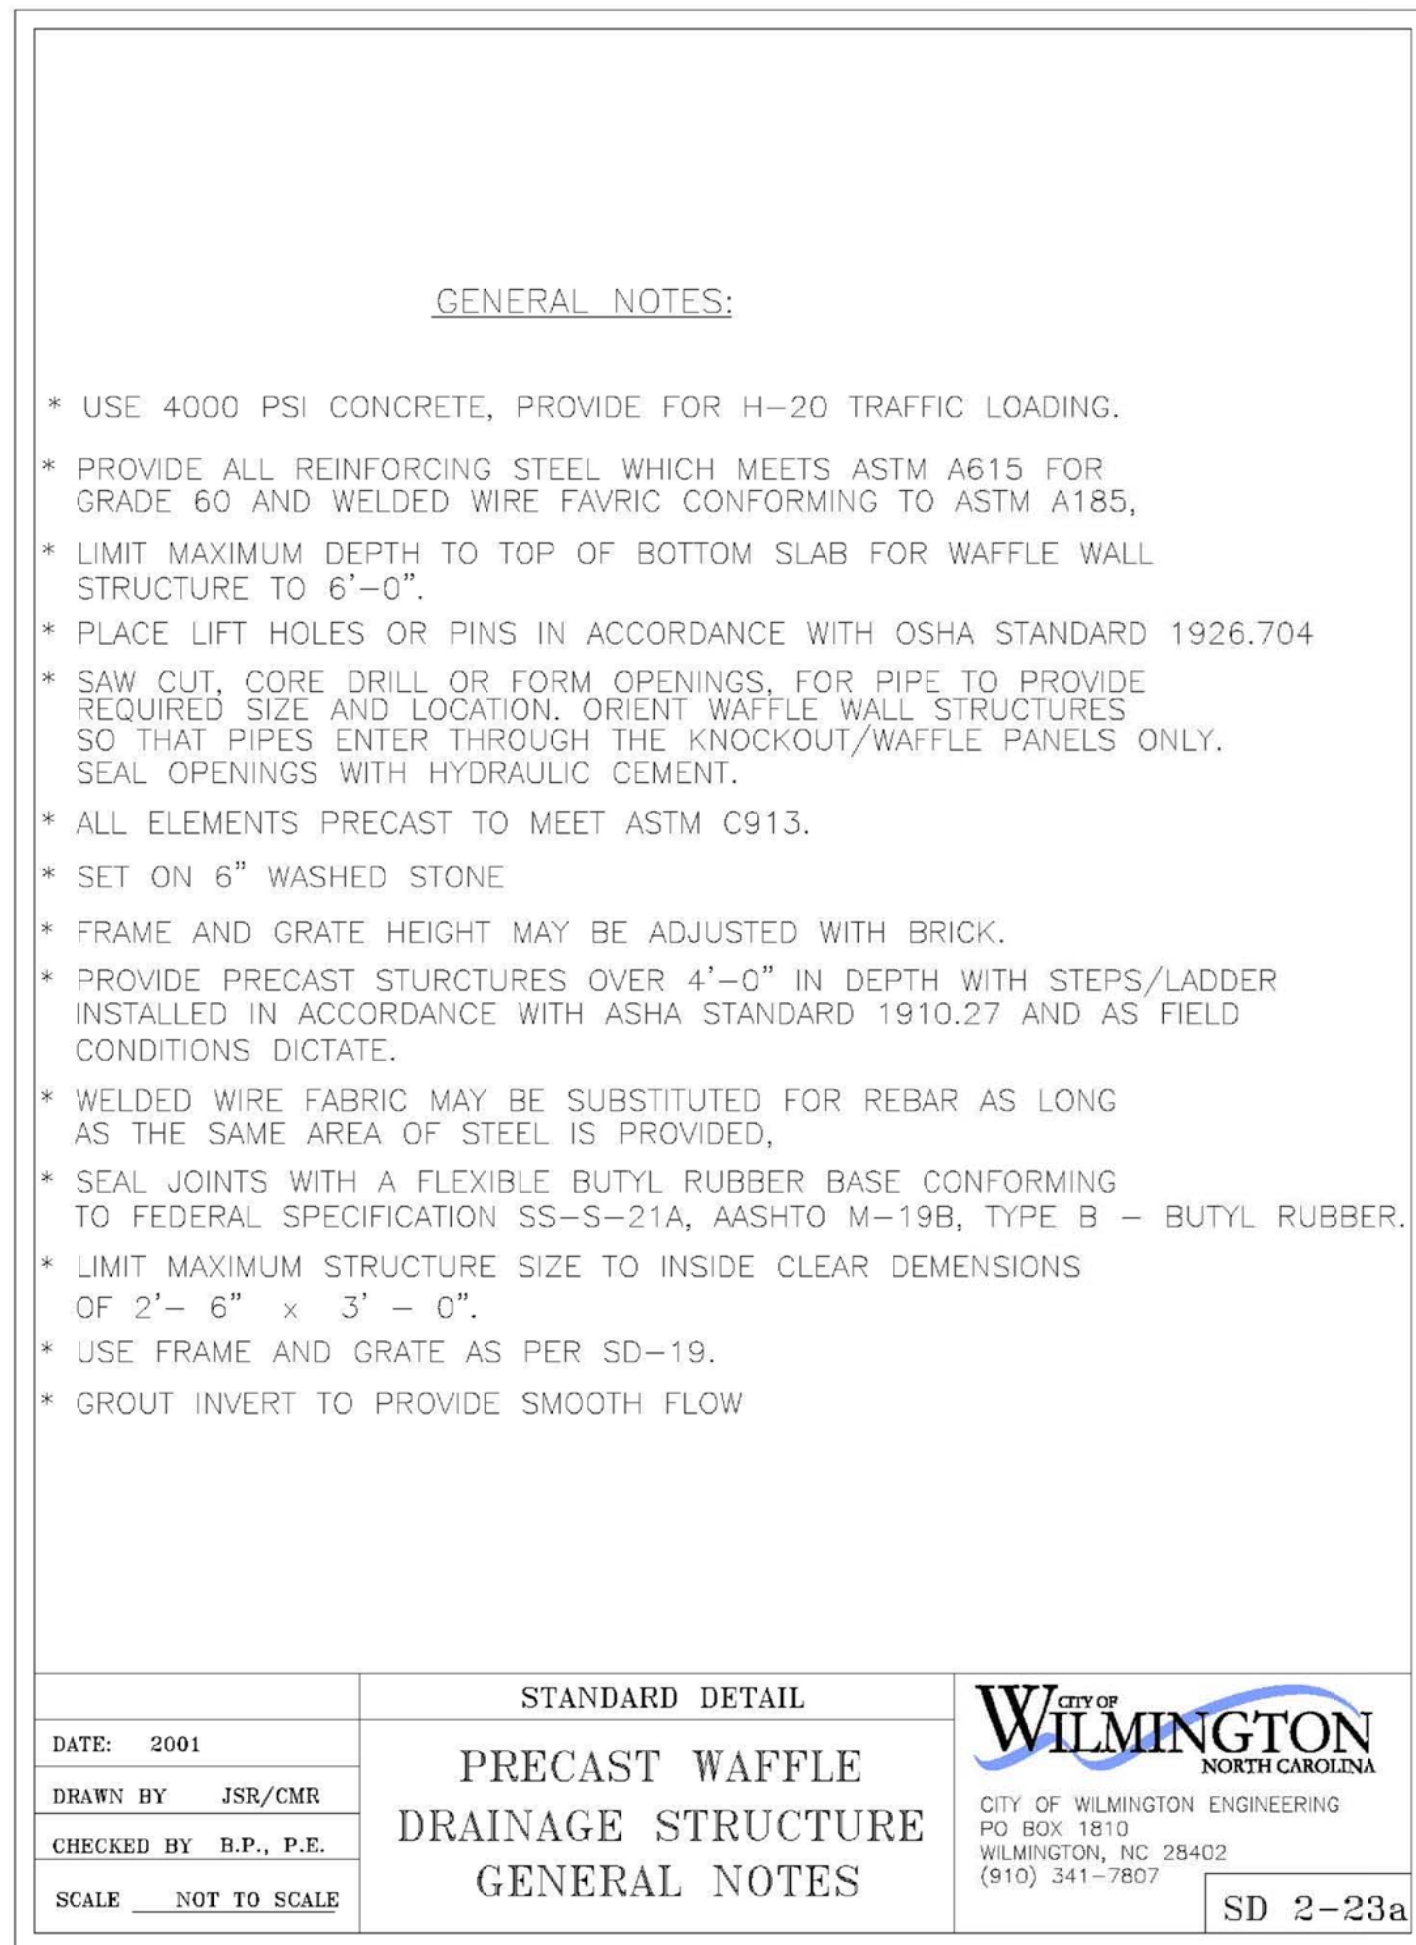 GENERAL NOTES:
* USE 4000 PSI CONCRETE, PROVIDE FOR H-20 TRAFFIC LOADING.
* PROVIDE ALL REINFORCING STEEL WHICH MEETS ASTM A615 FOR
GRADE 60 AND WELDED WIRE FAVRIC CONFORMING TO ASTM A185,
* LIMIT MAXIMUM DEPTH TO TOP OF BOTTOM SLAB FOR WAFFLE WALL
STRUCTURE TO 6'-0".
* PLACE LIFT HOLES OR PINS IN ACCORDANCE WITH OSHA STANDARD 1926.704
* SAW CUT, CORE DRILL OR FORM OPENINGS, FOR PIPE TO PROVIDE
REQUIRED SIZE AND LOCATION. ORIENT WAFFLE WALL STRUCTURES
SO THAT PIPES ENTER THROUGH THE KNOCKOUT/WAFFLE PANELS ONLY.
SEAL OPENINGS WITH HYDRAULIC CEMENT.
* ALL ELEMENTS PRECAST TO MEET ASTM C913.
* SET ON 6" WASHED STONE
* FRAME AND GRATE HEIGHT MAY BE ADJUSTED WITH BRICK.
* PROVIDE PRECAST STURCTURES OVER 4'-0" IN DEPTH WITH STEPS/LADDER
INSTALLED IN ACCORDANCE WITH ASHA STANDARD 1910.27 AND AS FIELD
CONDITIONS DICTATE.
* WELDED WIRE FABRIC MAY BE SUBSTITUTED FOR REBAR AS LONG
AS THE SAME AREA OF STEEL IS PROVIDED,
* SEAL JOINTS WITH A FLEXIBLE BUTYL RUBBER BASE CONFORMING
TO FEDERAL SPECIFICATION SS-S-21A, AASHTO M-19B, TYPE B - BUTYL RUBBER.
* LIMIT MAXIMUM STRUCTURE SIZE TO INSIDE CLEAR DEMENSIONS
OF 2'- 6" x 3' - 0".
* USE FRAME AND GRATE AS PER SD-19.
* GROUT INVERT TO PROVIDE SMOOTH FLOW
DATE: 2001
DRAWN BY JSR/CMR
CHECKED BY B.P., P.E.
SCALE NOT TO SCALE
STANDARD DETAIL
PRECAST WAFFLE
DRAINAGE STRUCTURE
GENERAL NOTES
CITY OF
WILMINGTON
NORTH CAROLINA
CITY OF WILMINGTON ENGINEERING
PO BOX 1810
WILMINGTON, NC 28402
(910) 341-7807
SD 2-23a